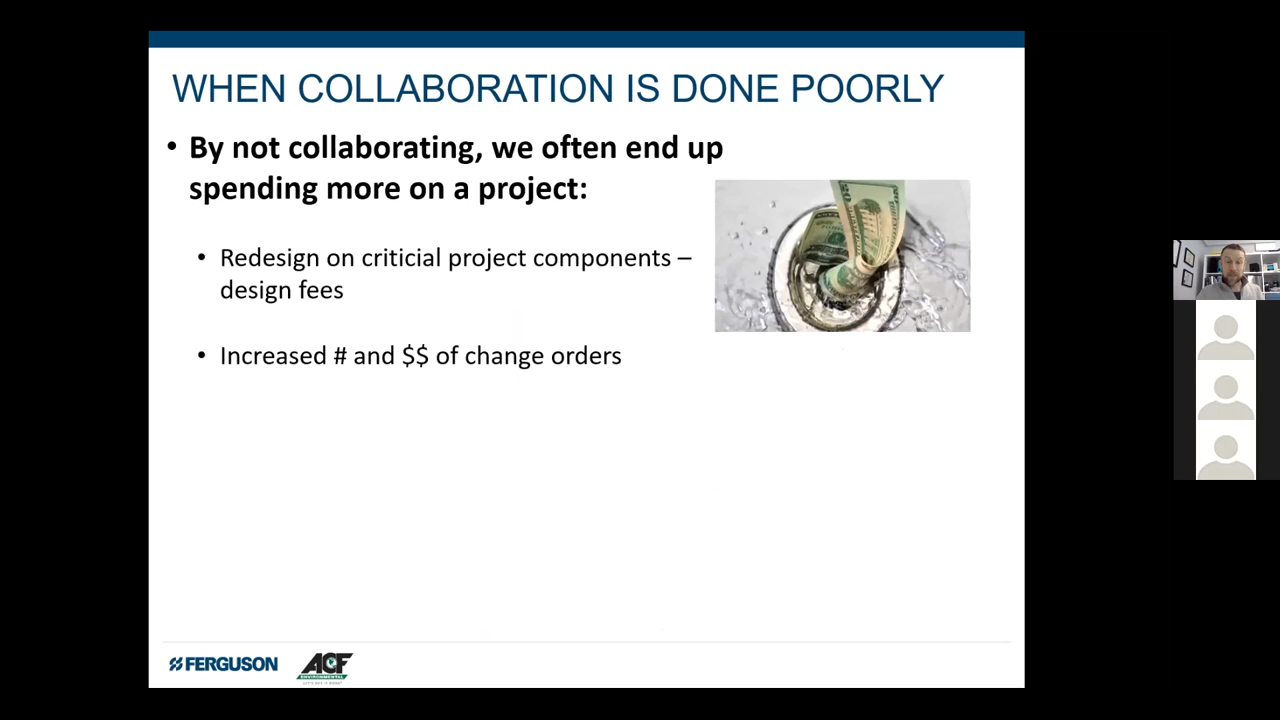 WHEN COLLABORATION IS DONE POORLY
• By not collaborating, we often end up
spending more on a project:
• Redesign on criticial project components –
design fees
• Increased # and $$ of change orders
FERGUSON
ACF
ENVIRONMENTAL